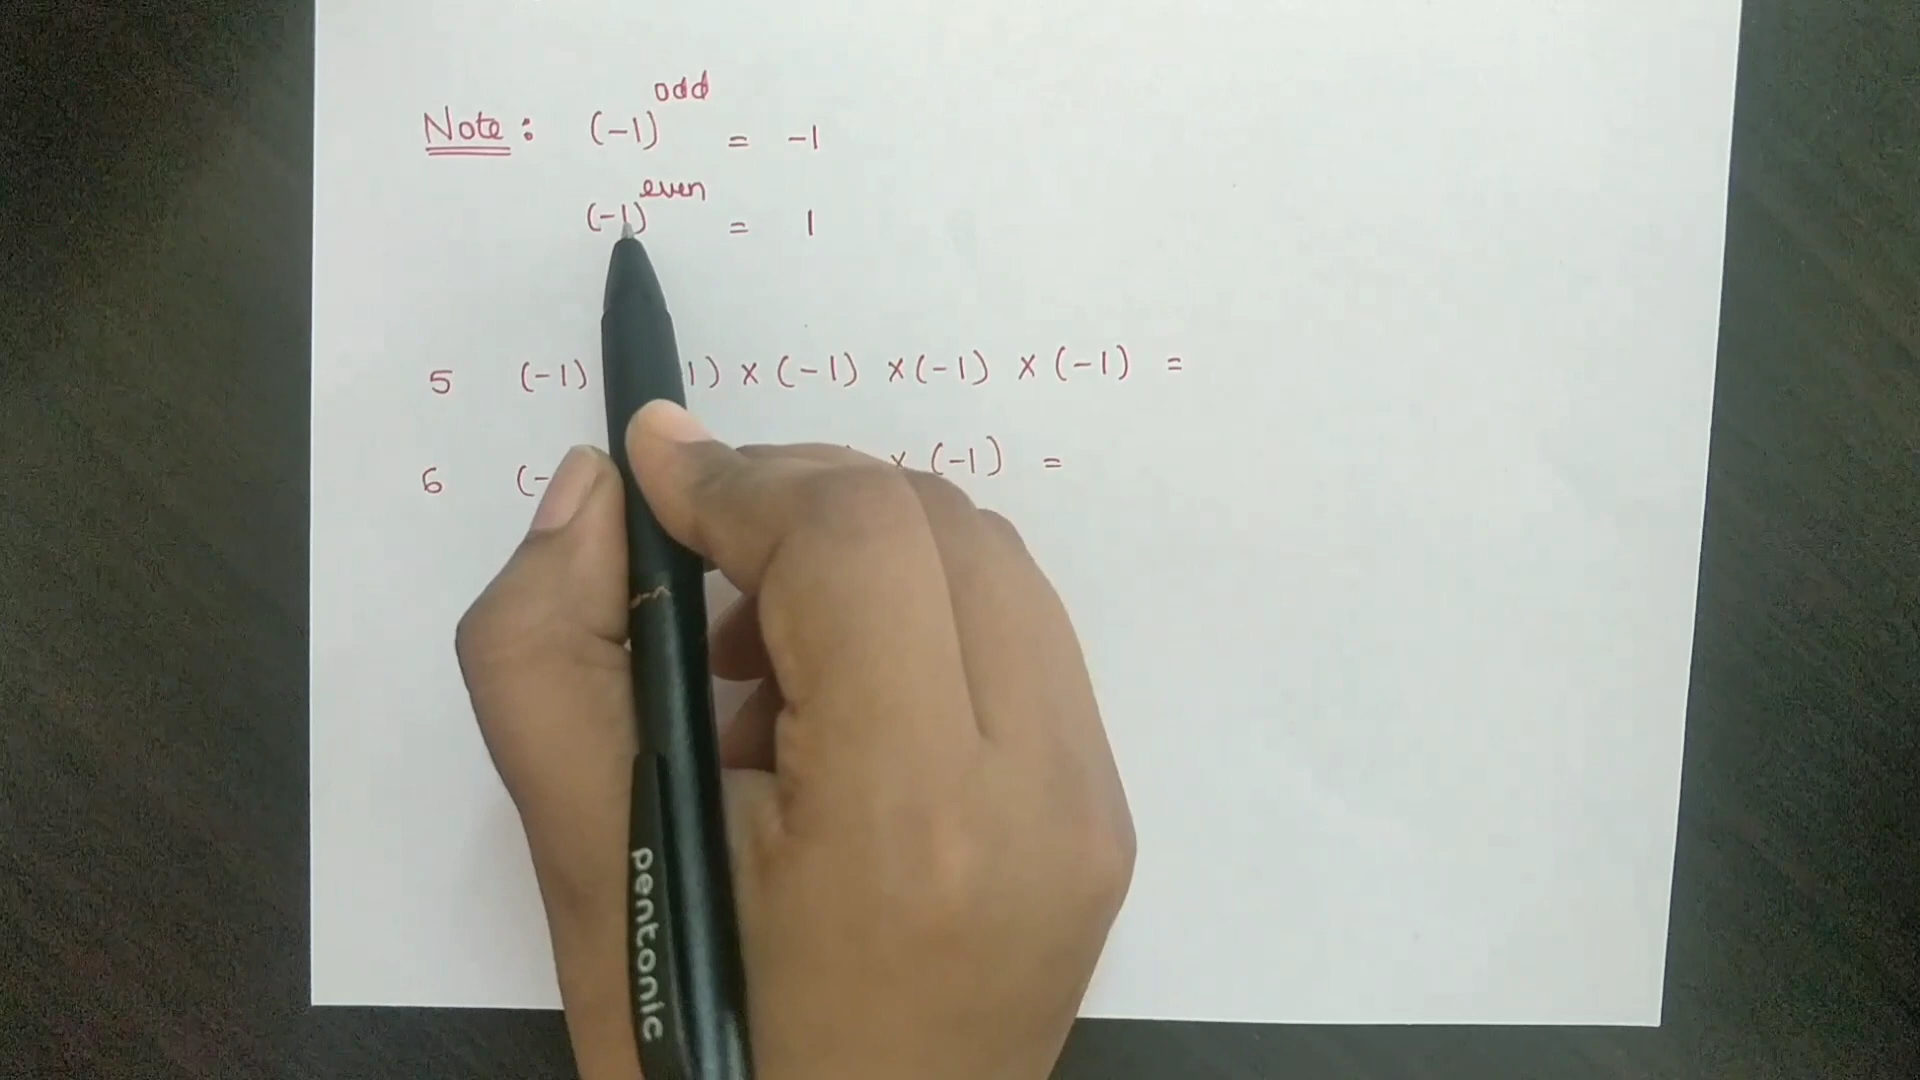 Note : (-1)^odd = -1
(-1)^even = 1
5 (-1) 1) × (-1) ×(-1) × (-1) =
6 (- × (-1) =
pentonic